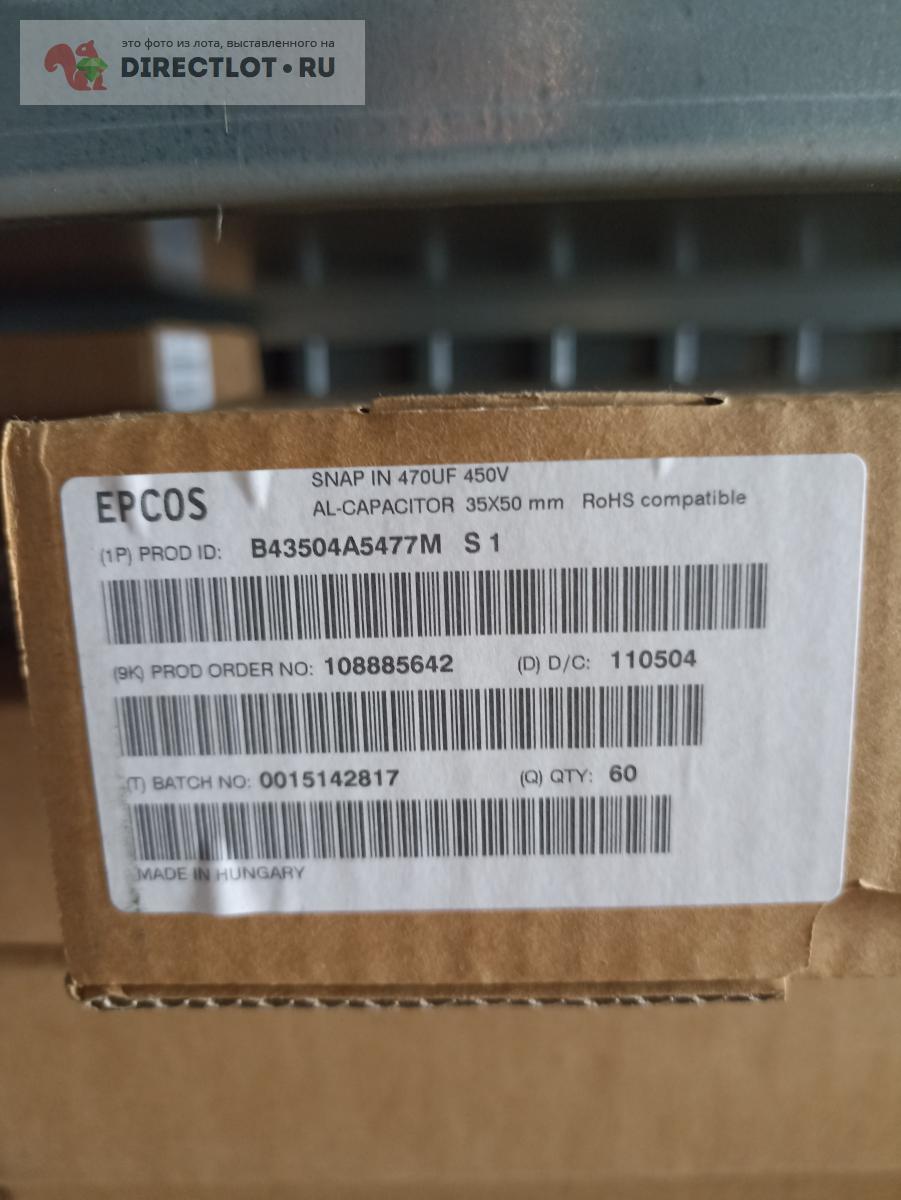 это фото из лота, выставленного на
DIRECTLOT•RU
SNAP IN 470UF 450V
EPCOS AL-CAPACITOR 35X50 mm RoHS compatible
(1P) PROD ID: B43504A5477M S 1
(9K) PROD ORDER NO: 108885642 (D) D/C: 110504
(T) BATCH NO: 0015142817 (Q) QTY: 60
MADE IN HUNGARY